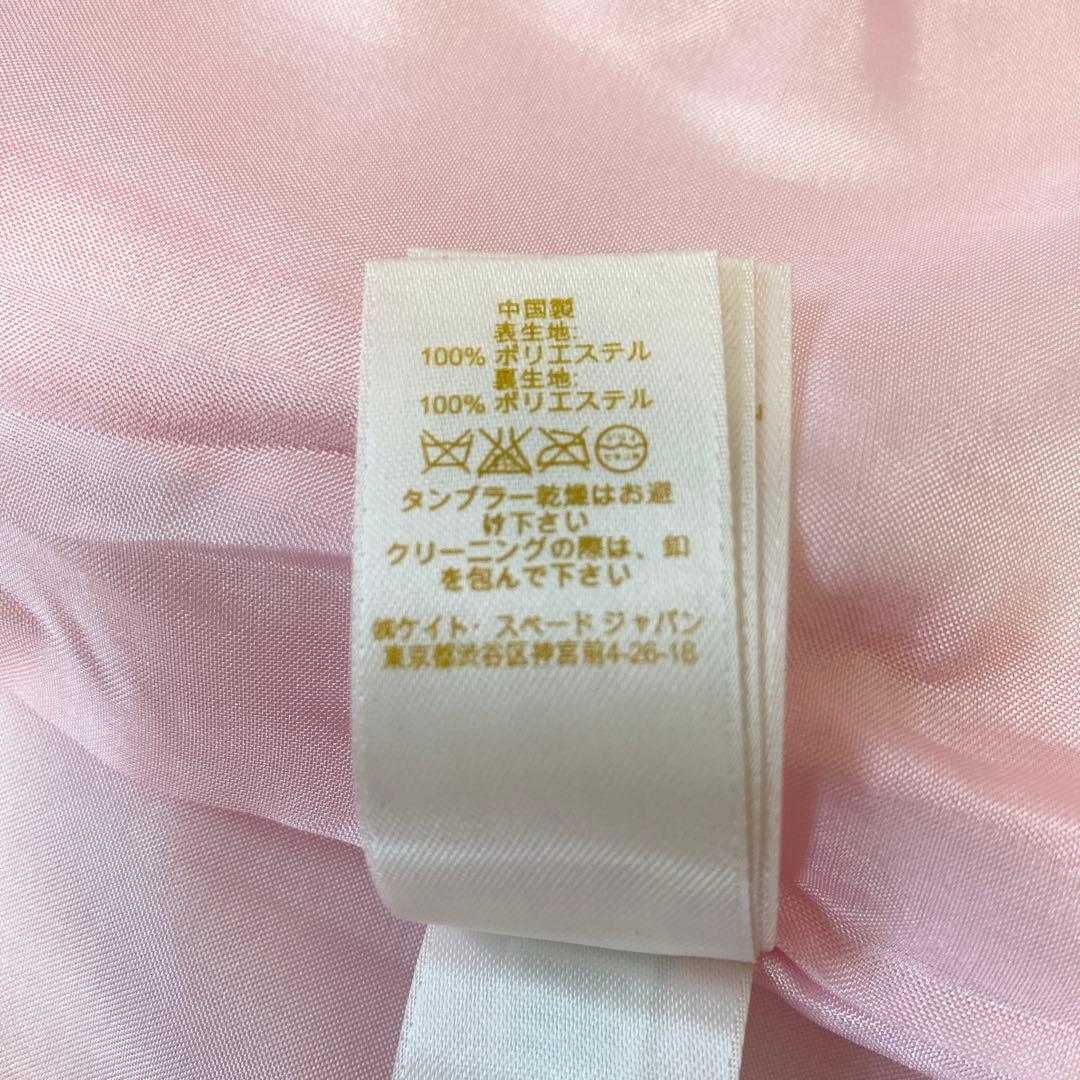 中国製
表生地:
100% ポリエステル
裏生地:
100% ポリエステル
タンブラー乾燥はお避
け下さい
クリーニングの際は、釦
を包んで下さい
㈱ケイト・スペード ジャパン
東京都渋谷区神宮前4-26-18